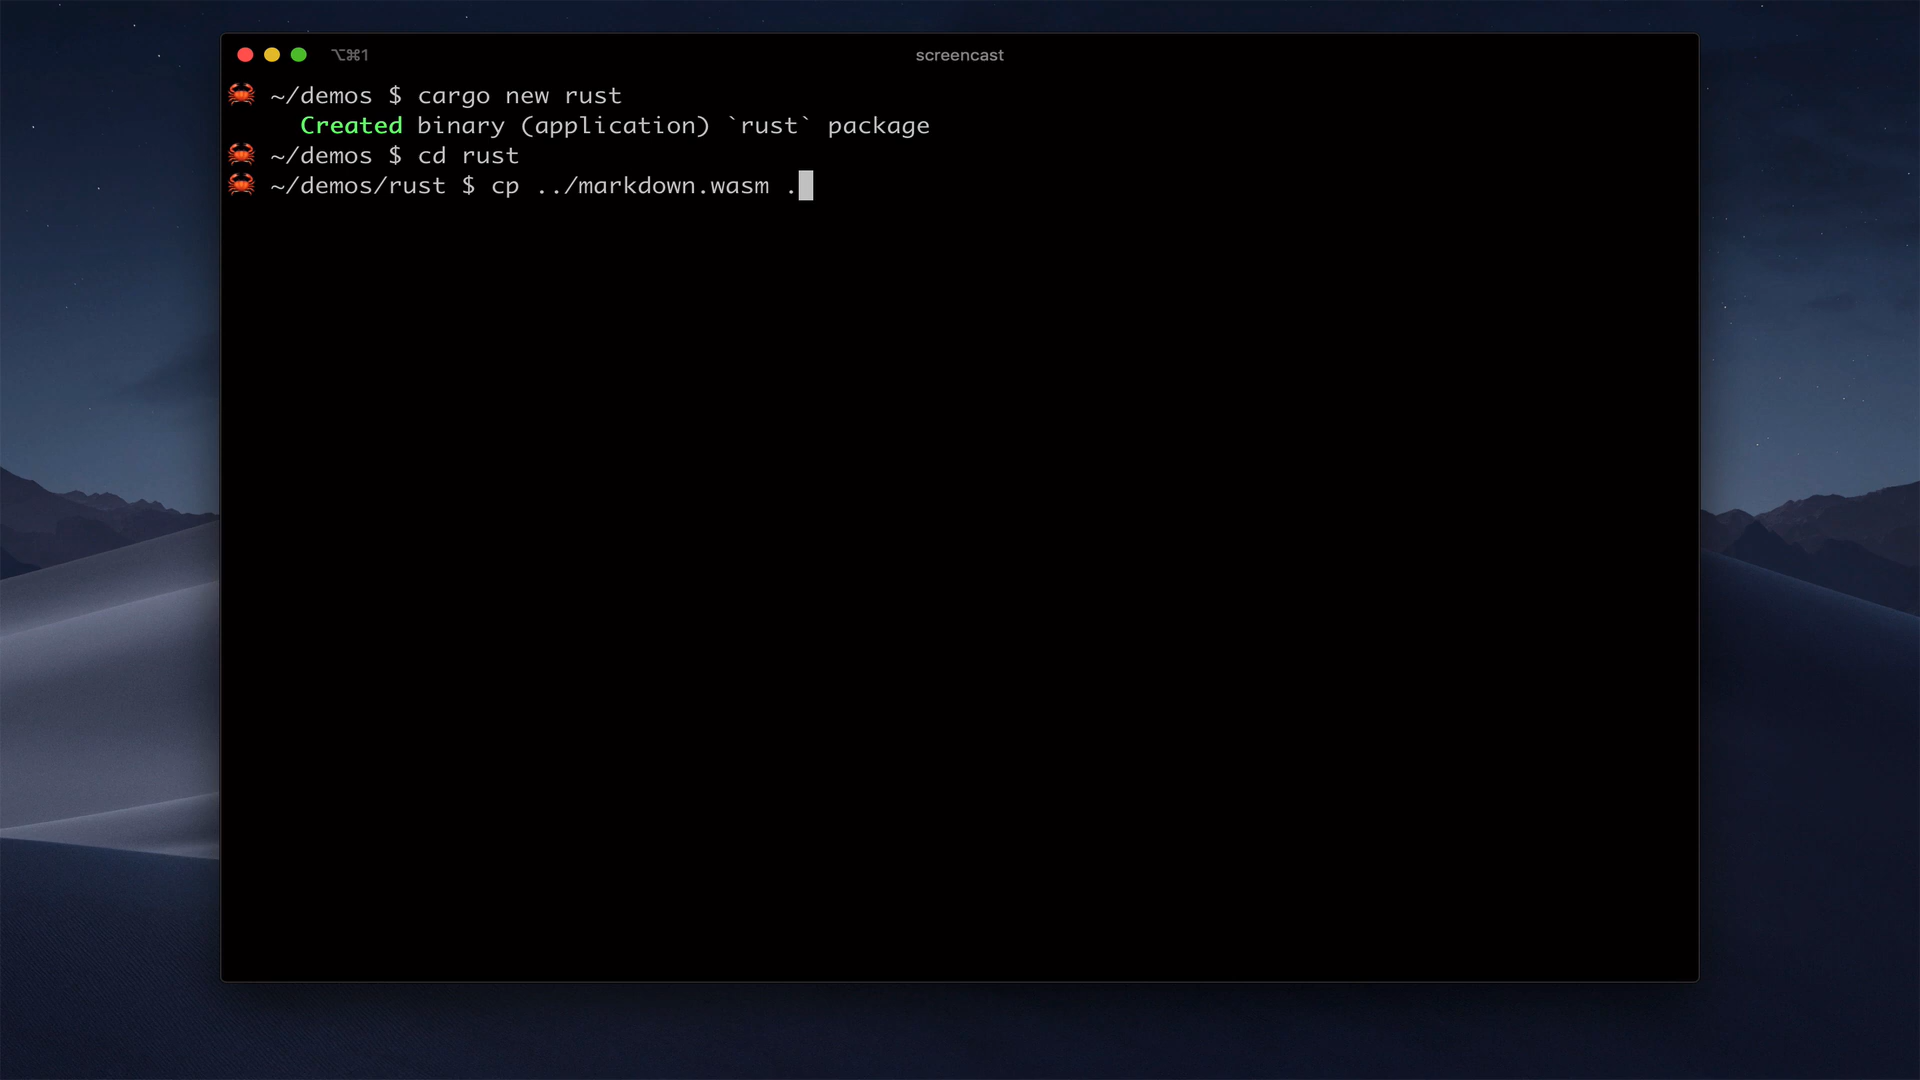 ⌥⌘1
screencast
🦀 ~/demos $ cargo new rust
Created binary (application) `rust` package
🦀 ~/demos $ cd rust
🦀 ~/demos/rust $ cp ../markdown.wasm .